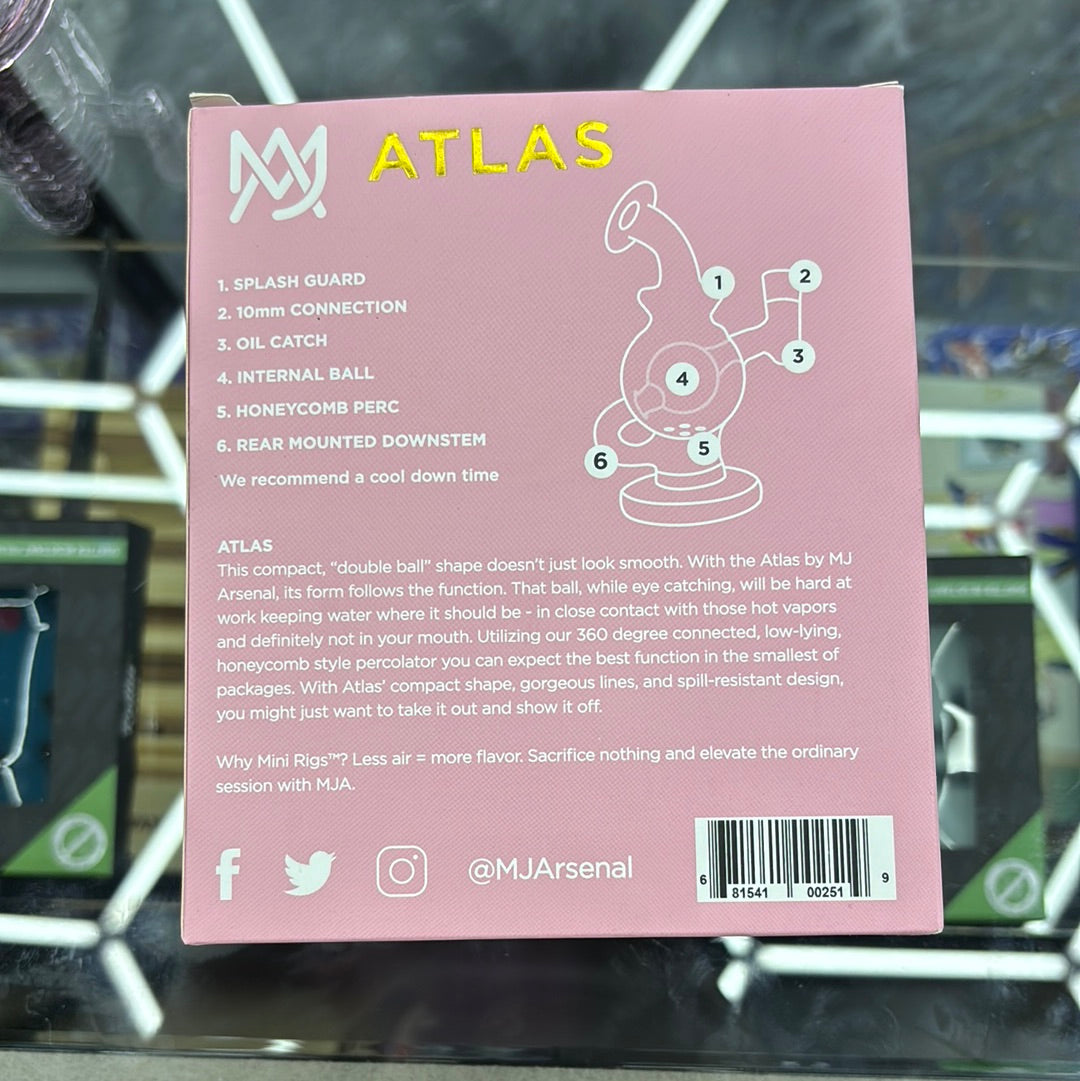 MJ
ATLAS
1. SPLASH GUARD
2. 10mm CONNECTION
3. OIL CATCH
4. INTERNAL BALL
5. HONEYCOMB PERC
6. REAR MOUNTED DOWNSTEM
We recommend a cool down time
1
2
3
4
5
6
ATLAS
This compact, “double ball” shape doesn't just look smooth. With the Atlas by MJ
Arsenal, its form follows the function. That ball, while eye catching, will be hard at
work keeping water where it should be - in close contact with those hot vapors
and definitely not in your mouth. Utilizing our 360 degree connected, low-lying,
honeycomb style percolator you can expect the best function in the smallest of
packages. With Atlas’ compact shape, gorgeous lines, and spill-resistant design,
you might just want to take it out and show it off.
Why Mini Rigs™? Less air = more flavor. Sacrifice nothing and elevate the ordinary
session with MJA.
@MJArsenal
6 81541 00251 9